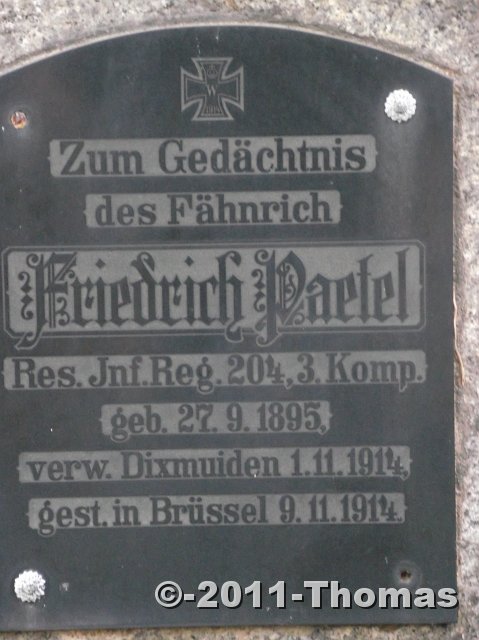 W
1914
Zum Gedächtnis
des Fähnrich
Friedrich Paetel
Res. Jnf. Reg. 204, 3. Komp.
geb. 27. 9. 1895,
verw. Dixmuiden 1. 11. 1914,
gest. in Brüssel 9. 11. 1914.
©-2011-Thomas